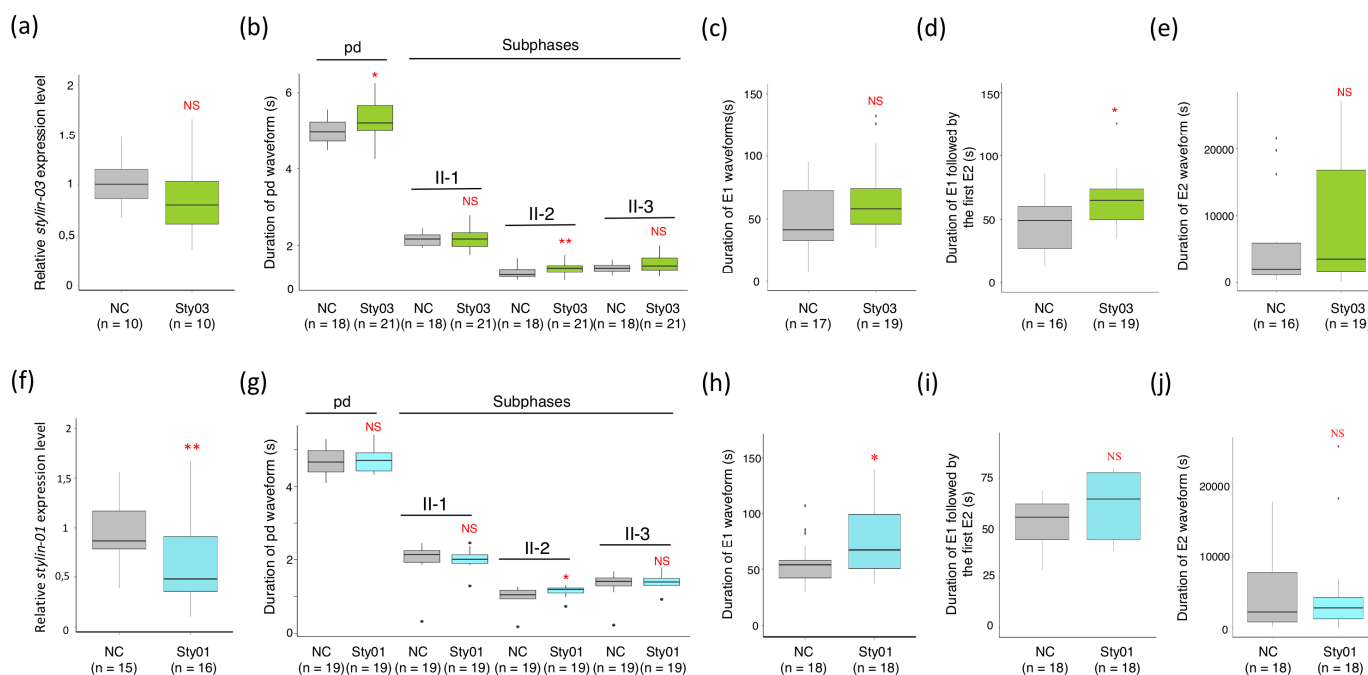 (a)
Relative stylin-03 expression level
2
1.5
1
0,5
0
NS
NC
(n = 10)
Sty03
(n = 10)
(b)
pd
Subphases
Duration of pd waveform (s)
6
2
0
*
II-1
NS
II-2
**
II-3
NS
NC Sty03 NC Sty03 NC Sty03 NC Sty03
(n = 18) (n = 21) (n = 18) (n = 21) (n = 18) (n = 21) (n = 18) (n = 21)
(c)
Duration of E1 waveforms(s)
150
100
50
0
NS
NC
(n = 17)
Sty03
(n = 19)
(d)
Duration of E1 followed by
the first E2 (s)
150
100
50
0
*
NC
(n = 16)
Sty03
(n = 19)
(e)
Duration of E2 waveform (s)
20000
10000
0
NS
NC
(n = 16)
Sty03
(n = 19
(f)
Relative stylin-01 expression level
2
1.5
1
0,5
0
**
NC
(n = 15)
Sty01
(n = 16)
(g)
pd
Subphases
Duration of pd waveform (s)
4
2
0
NS
II-1
NS
II-2
*
II-3
NS
NC Sty01 NC Sty01 NC Sty01 NC Sty01
(n = 19) (n = 19) (n = 19) (n = 19) (n = 19) (n = 19) (n = 19) (n = 19)
(h)
Duration of E1 waveform (s)
150
100
50
0
*
NC
(n = 18)
Sty01
(n = 18)
(i)
Duration of E1 followed by
the first E2 (s)
75
50
25
0
NS
NC
(n = 18)
Sty01
(n = 18)
(j)
Duration of E2 waveform (s)
20000
10000
0
NS
NC
(n = 18)
Sty01
(n = 18)